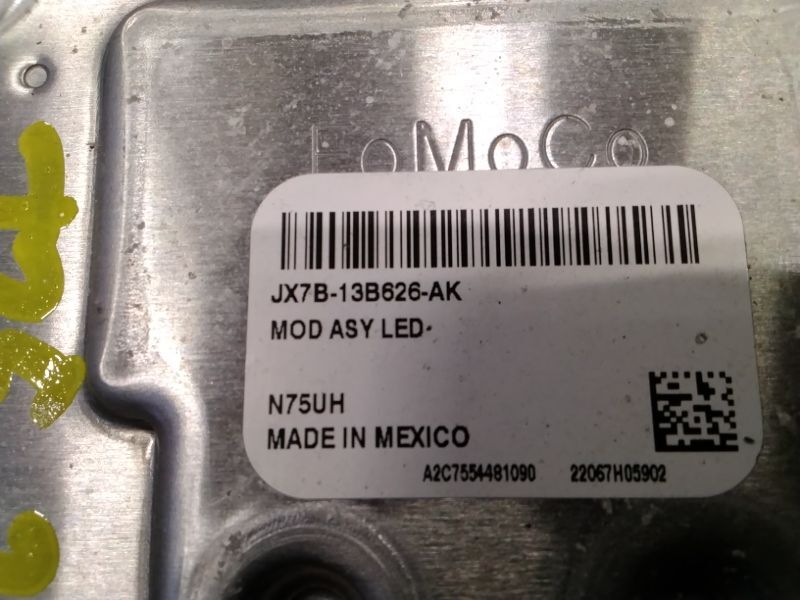 FoMoCo
JX7B-13B626-AK
MOD ASY LED
N75UH
MADE IN MEXICO
A2C7554481090 22067H05902